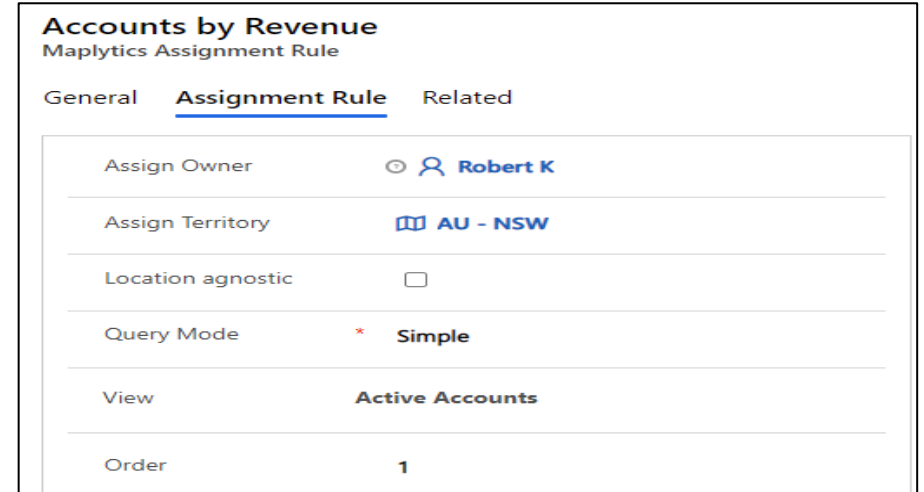 Accounts by Revenue
Maplytics Assignment Rule
General Assignment Rule Related
Assign Owner Robert K
Assign Territory AU - NSW
Location agnostic
Query Mode * Simple
View Active Accounts
Order 1